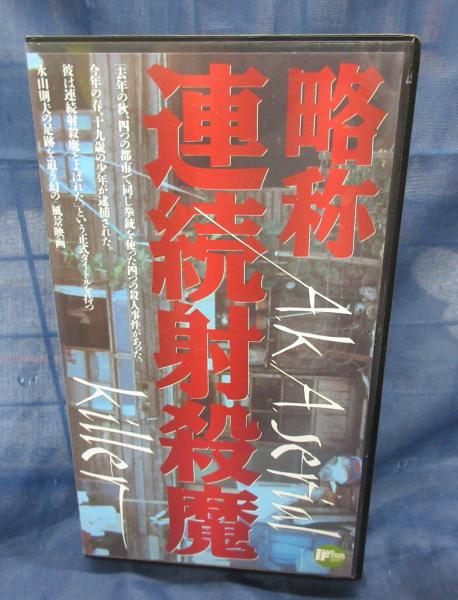 略称
連続射殺魔
A.K.A. serial
killer
「去年の秋、四つの都市で同じ拳銃を使った四つの殺人事件があった。
今年の春、十九歳の少年が逮捕された。
彼は連続射殺魔とよばれた」という正式タイトルを持つ
永山則夫の足跡を追う幻の"風景映画"
IF